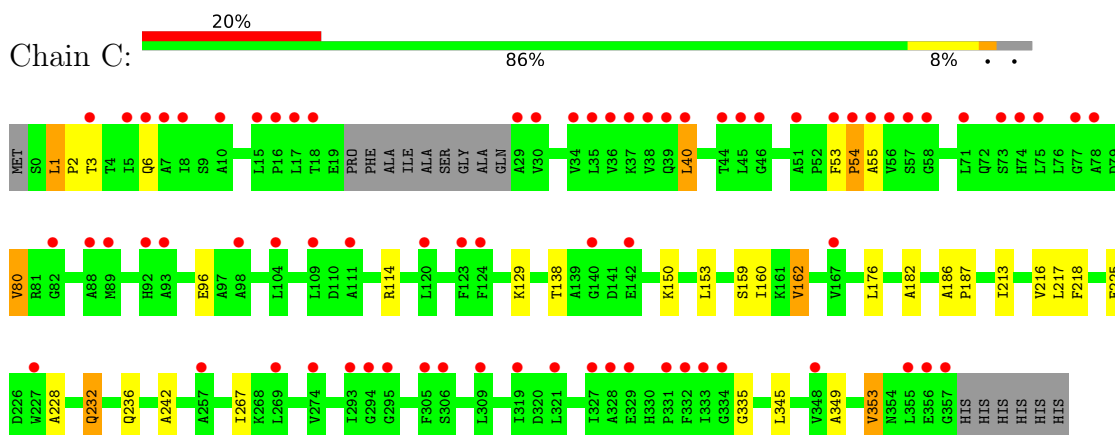 20%
Chain C:
86% 8% • •
MET S0 L1 P2 T3 T4 I5 Q6 A7 I8 S9 A10 L15 P16 L17 T18 E19 PRO PHE ALA ILE ALA SER GLY ALA GLN A29 V30 V34 L35 V36 K37 V38 Q39 L40 T44 L45 G46 A51 P52 F53 P54 A55 V56 S57 G58 L71 Q72 S73 H74 L75 L76 G77 A78
V80 R81 G82 A88 M89 H92 A93 E96 A97 A98 L104 L109 D110 A111 R114 L120 F123 F124 K129 T138 A139 G140 D141 E142 K150 L153 S159 I160 K161 V162 V167 L176 A182 A186 P187 I213 V216 L217 F218
D226 W227 A228 Q232 Q236 A242 A257 I267 K268 L269 V274 I293 G294 G295 F305 S306 L309 I319 D320 L321 I327 A328 E329 H330 P331 F332 I333 G334 G335 L345 V348 A349 V353 N354 L355 E356 G357 HIS HIS HIS HIS HIS HIS